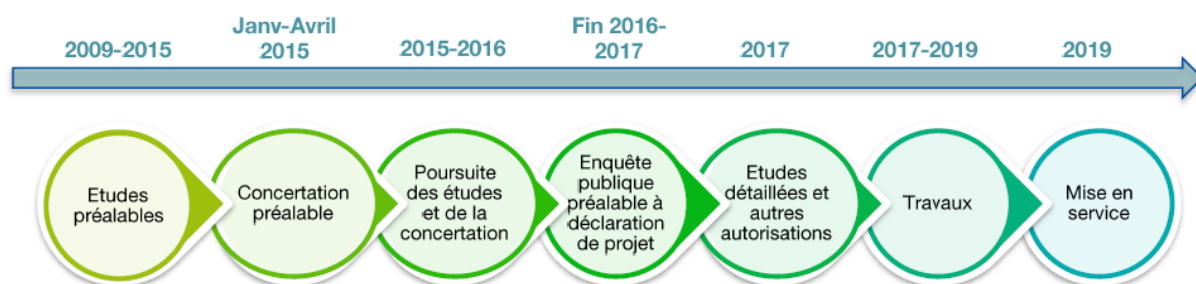 2009-2015
Janv-Avril
2015
2015-2016
Fin 2016-
2017
2017
2017-2019
2019
Etudes
préalables
Concertation
préalable
Poursuite
des études
et de la
concertation
Enquête
publique
préalable à
déclaration
de projet
Etudes
détaillées et
autres
autorisations
Travaux
Mise en
service